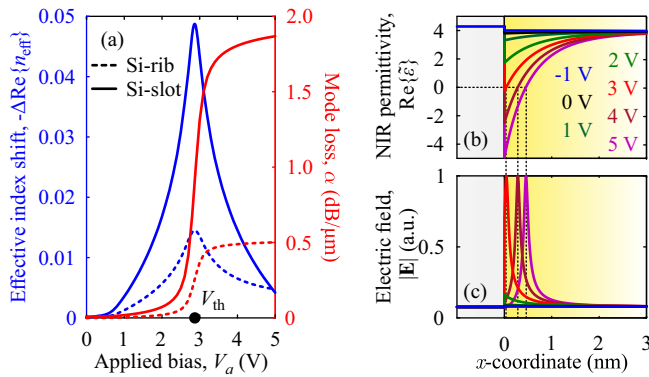 (a)
Si-rib
Si-slot
Effective index shift, -ΔRe{n_eff}
0.05
0.04
0.03
0.02
0.01
0
2.0
1.5
1.0
0.5
0
Mode loss, α (dB/μm)
V_th
0 1 2 3 4 5
Applied bias, V_a (V)
NIR permittivity,
Re{ε̃}
4
2
0
-2
-4
(b)
-1 V
0 V
1 V
2 V
3 V
4 V
5 V
Electric field,
|E| (a.u.)
1
0.5
0
(c)
-1 0 1 2 3
x-coordinate (nm)